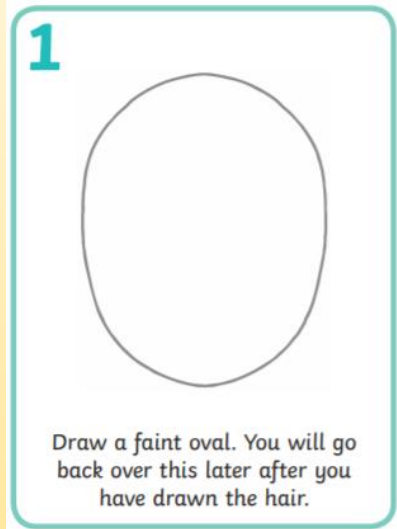 1
Draw a faint oval. You will go
back over this later after you
have drawn the hair.